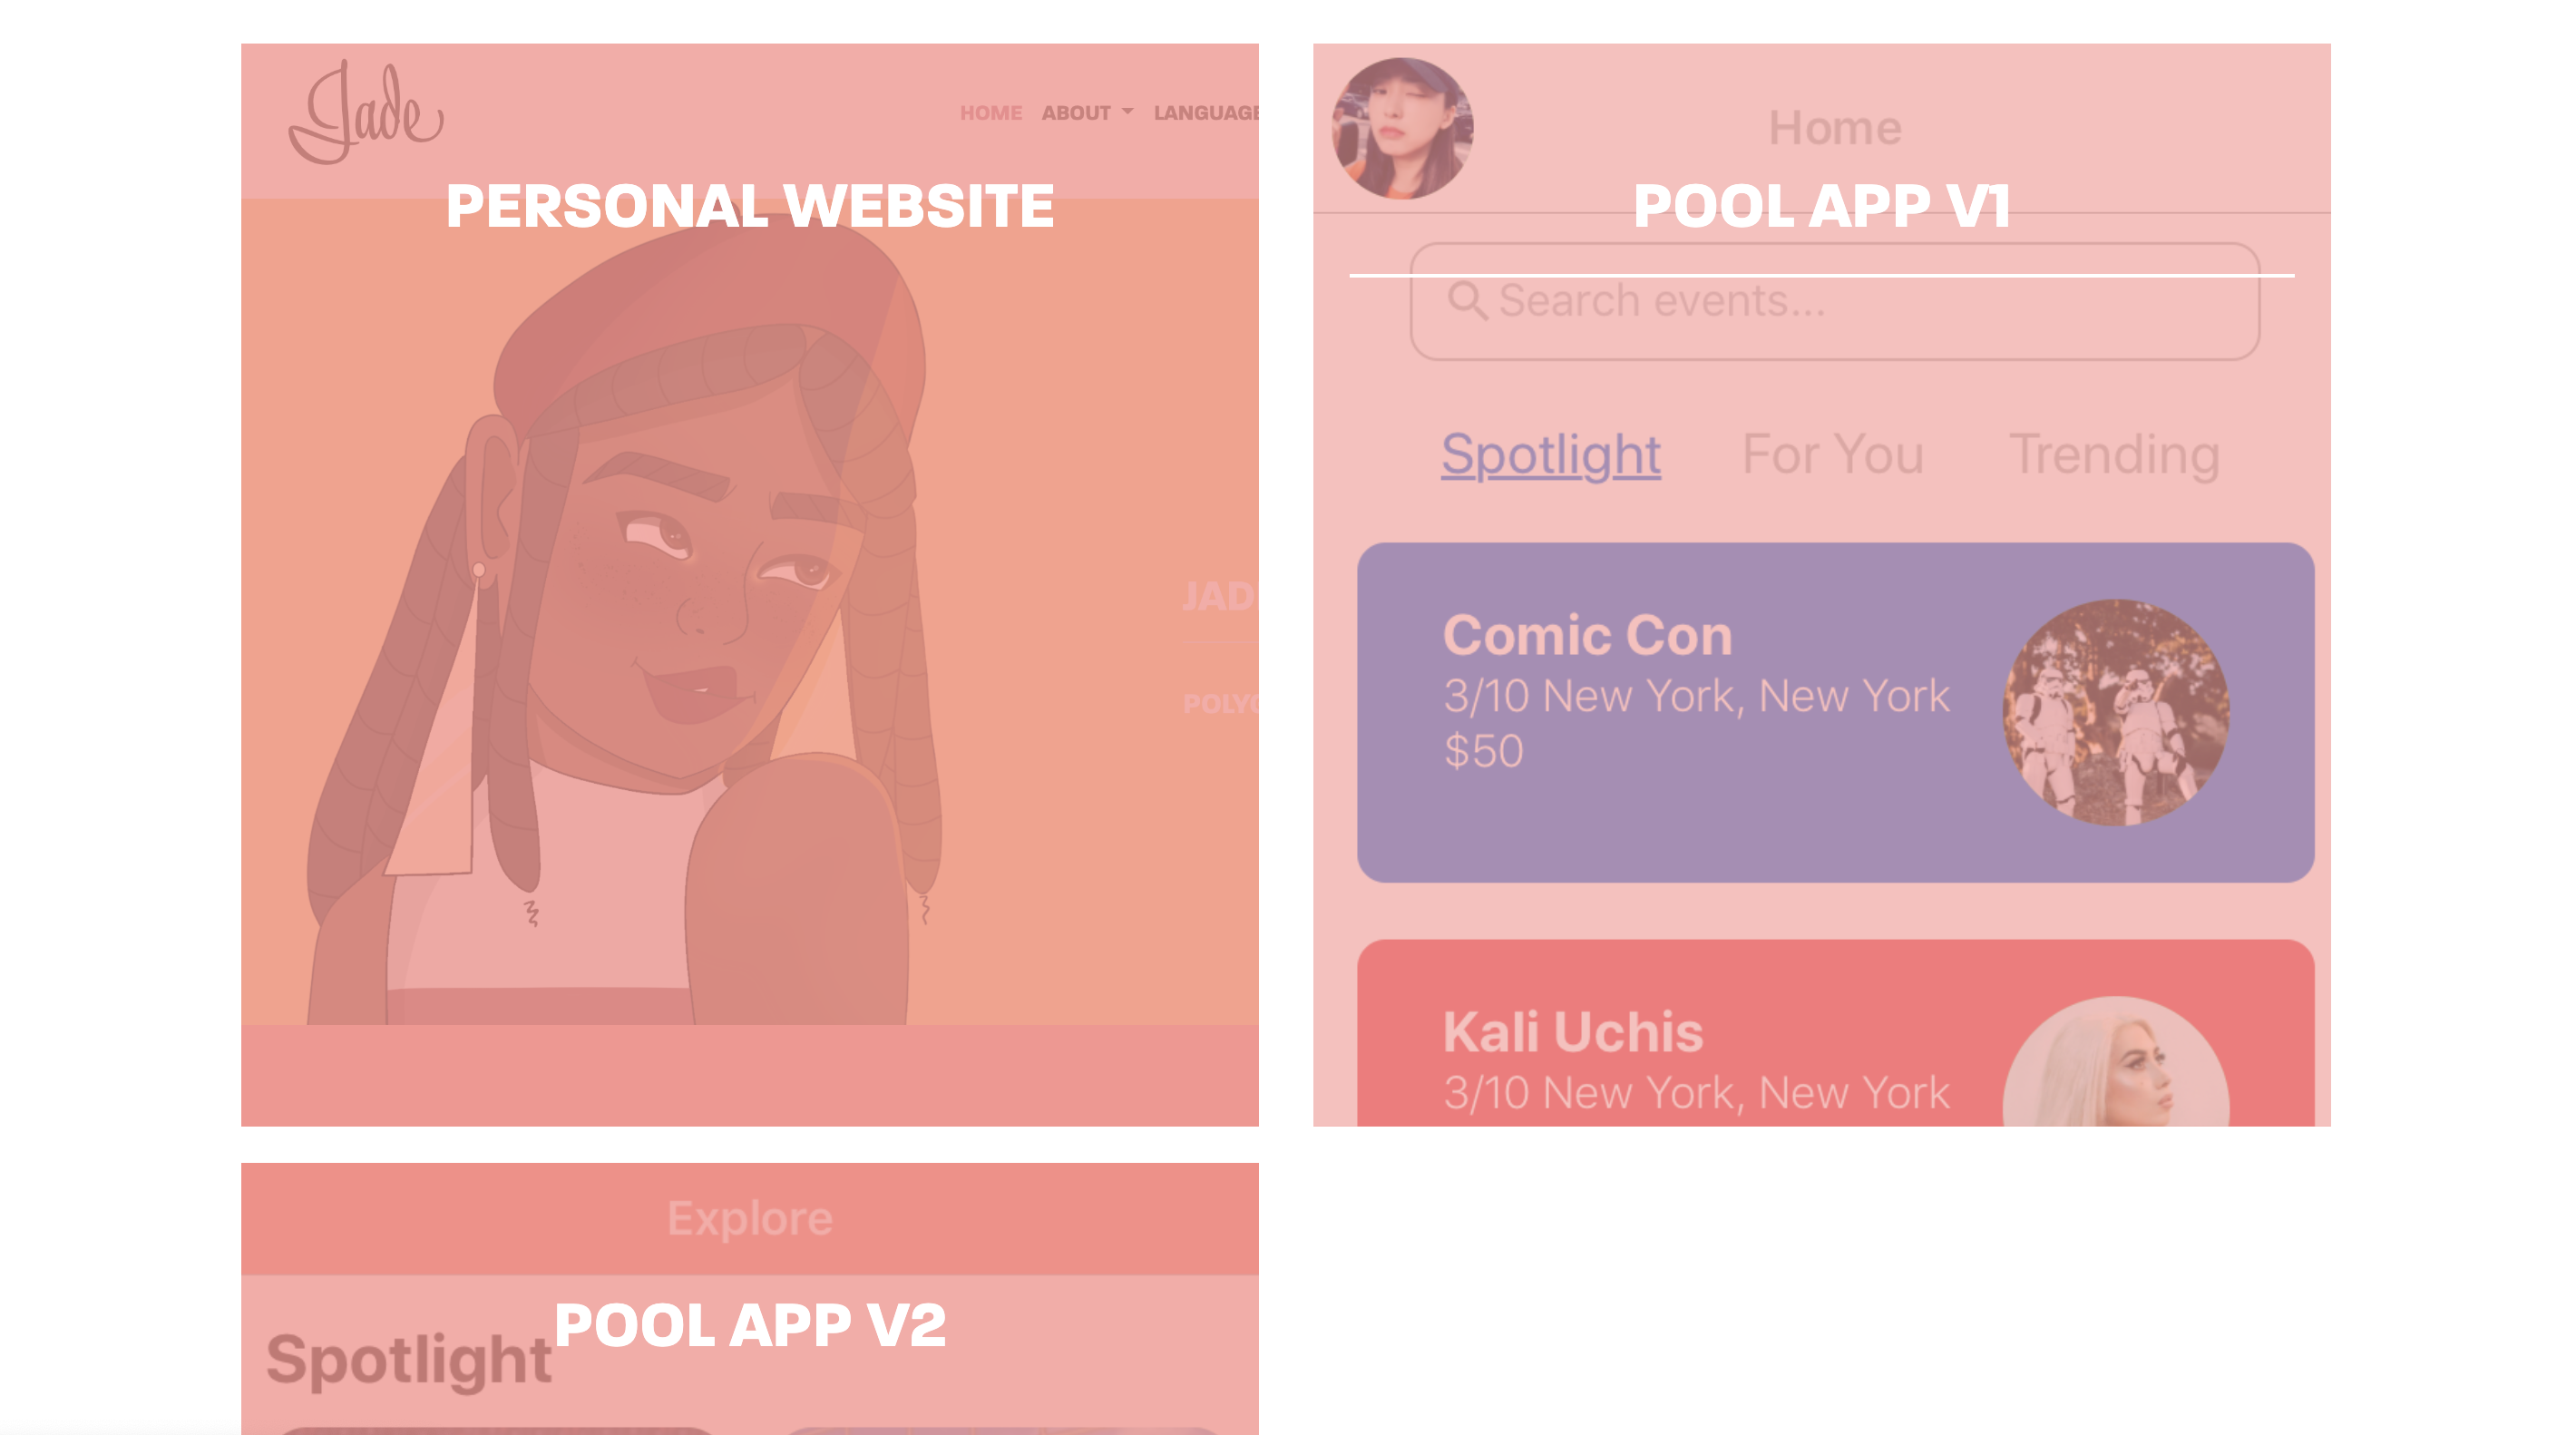 Jade
HOME ABOUT LANGUAGE
PERSONAL WEBSITE
JAD
POLY
Home
POOL APP V1
Search events...
Spotlight For You Trending
Comic Con
3/10 New York, New York
$50
Kali Uchis
3/10 New York, New York
Explore
POOL APP V2
Spotlight